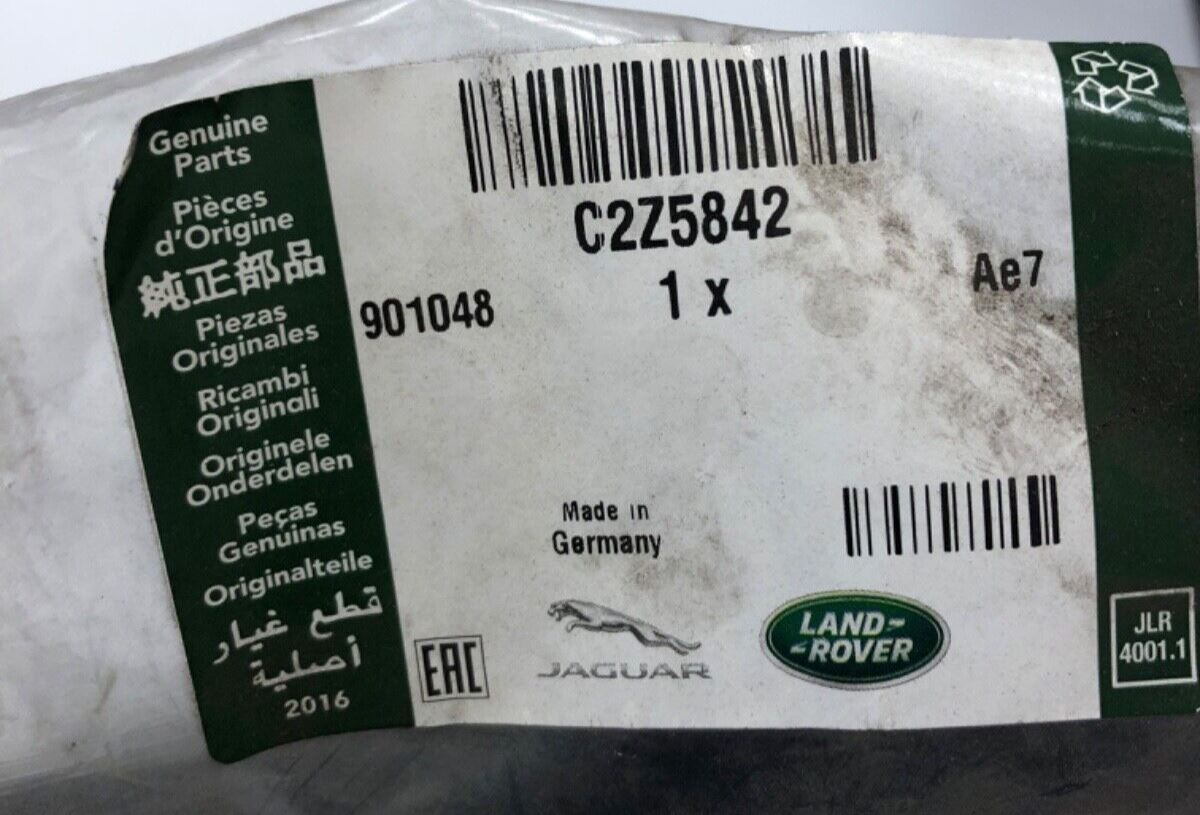 Genuine
Parts
Pièces
d'Origine
純正部品
Piezas
Originales
Ricambi
Originali
Originele
Onderdelen
Peças
Genuinas
Originalteile
قطع غيار
أصلية
2016
C2Z5842
1 x
901048
Ae7
Made in
Germany
EAC
JAGUAR
LAND-
-ROVER
JLR
4001.1